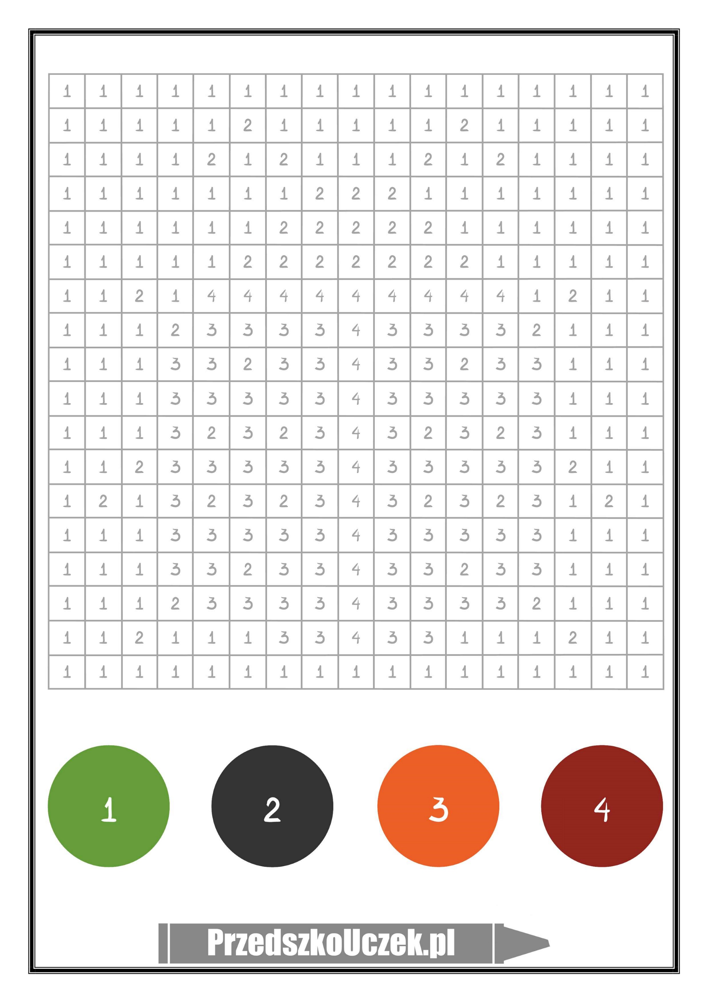 1 1 1 1 1 1 1 1 1 1 1 1 1 1 1 1 1
1 1 1 1 1 2 1 1 1 1 1 2 1 1 1 1 1
1 1 1 1 2 1 2 1 1 1 2 1 2 1 1 1 1
1 1 1 1 1 1 1 2 2 2 1 1 1 1 1 1 1
1 1 1 1 1 1 2 2 2 2 2 1 1 1 1 1 1
1 1 1 1 1 2 2 2 2 2 2 2 1 1 1 1 1
1 1 2 1 4 4 4 4 4 4 4 4 4 1 2 1 1
1 1 1 2 3 3 3 3 4 3 3 3 3 2 1 1 1
1 1 1 3 3 2 3 3 4 3 3 2 3 3 1 1 1
1 1 1 3 3 3 3 3 4 3 3 3 3 3 1 1 1
1 1 1 3 2 3 2 3 4 3 2 3 2 3 1 1 1
1 1 2 3 3 3 3 3 4 3 3 3 3 3 2 1 1
1 2 1 3 2 3 2 3 4 3 2 3 2 3 1 2 1
1 1 1 3 3 3 3 3 4 3 3 3 3 3 1 1 1
1 1 1 3 3 2 3 3 4 3 3 2 3 3 1 1 1
1 1 1 2 3 3 3 3 4 3 3 3 3 2 1 1 1
1 1 2 1 1 1 3 3 4 3 3 1 1 1 2 1 1
1 1 1 1 1 1 1 1 1 1 1 1 1 1 1 1 1
1 2 3 4
PrzedszkoUczek.pl